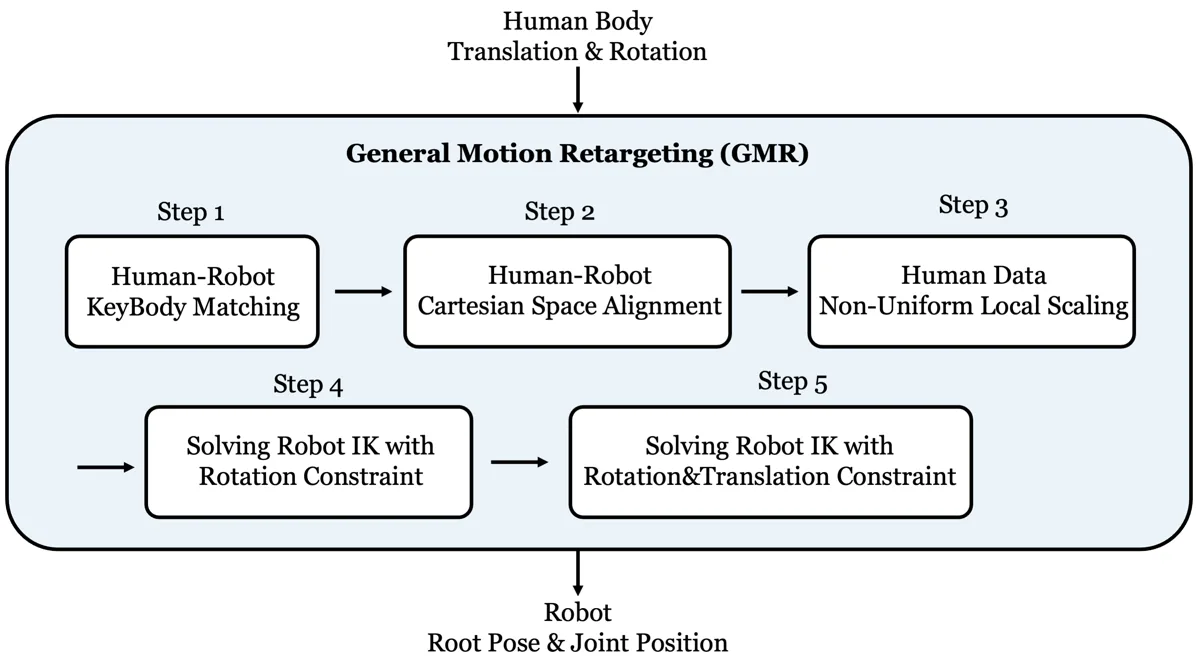 Human Body
Translation & Rotation
General Motion Retargeting (GMR)
Step 1
Human-Robot
KeyBody Matching
Step 2
Human-Robot
Cartesian Space Alignment
Step 3
Human Data
Non-Uniform Local Scaling
Step 4
Solving Robot IK with
Rotation Constraint
Step 5
Solving Robot IK with
Rotation&Translation Constraint
Robot
Root Pose & Joint Position